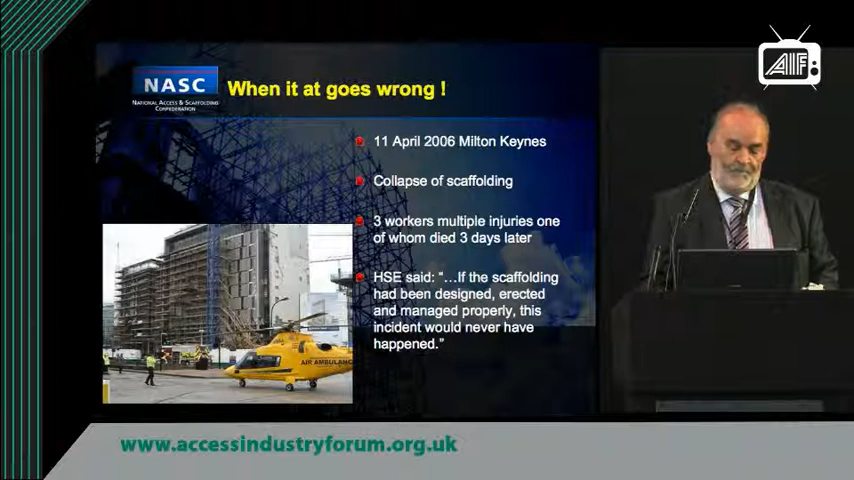 AIF
NASC
NATIONAL ACCESS & SCAFFOLDING
CONFEDERATION
When it at goes wrong !
11 April 2006 Milton Keynes
Collapse of scaffolding
3 workers multiple injuries one
of whom died 3 days later
HSE said: “…If the scaffolding
had been designed, erected
and managed properly, this
incident would never have
happened.”
AIR AMBULANCE
www.accessindustryforum.org.uk